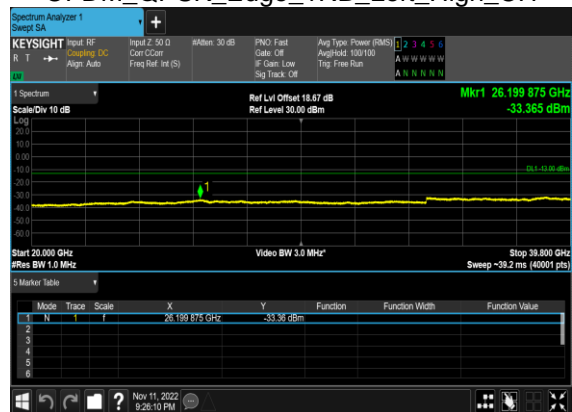 Spectrum Analyzer 1
Swept SA
KEYSIGHT Input: RF Input Z: 50 Ω #Atten: 30 dB PNO: Fast Avg Type: Power (RMS) 1 2 3 4 5 6
R T Coupling: DC Corr CCorr Gate: Off Avg|Hold: 100/100 A W W W W W
Align: Auto Freq Ref: Int (S) IF Gain: Low Trig: Free Run
Sig Track: Off A N N N N N
LW
1 Spectrum Ref Lvl Offset 18.67 dB Mkr1 26.199 875 GHz
Scale/Div 10 dB Ref Level 30.00 dBm -33.365 dBm
Log
20.0
10.0
0.00
-10.0 DL1 -13.00 dBm
-20.0
-30.0 1
-40.0
-50.0
-60.0
Start 20.000 GHz Video BW 3.0 MHz* Stop 39.800 GHz
#Res BW 1.0 MHz Sweep ~39.2 ms (40001 pts)
5 Marker Table
Mode Trace Scale X Y Function Function Width Function Value
1 N 1 f 26.199 875 GHz -33.36 dBm
2
3
4
5
6
? Nov 11, 2022
9:26:10 PM